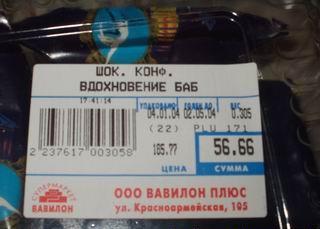 ШОК. КОНФ.
ВДОХНОВЕНИЕ БАБ
17:41:14
УПАКОВАНО ГОДЕН ДО ВЕС
04.01.04 02.05.04 0.305
(22) PLU 171
2 237617 003058
185.77 56.66
ЦЕНА СУММА
СУПЕРМАРКЕТ
ВАВИЛОН
ООО ВАВИЛОН ПЛЮС
ул. Красноармейская, 105